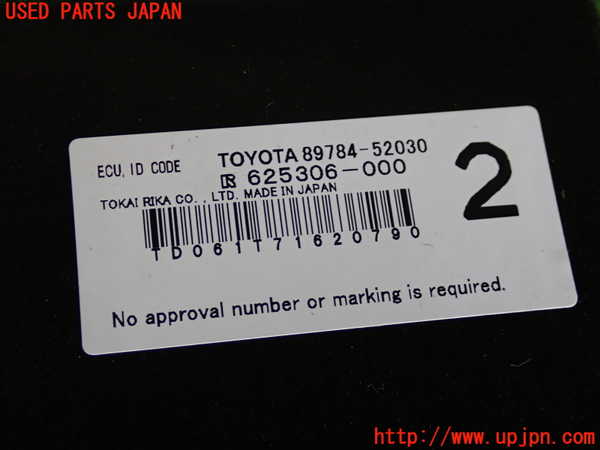 USED PARTS JAPAN
ECU, ID CODE TOYOTA 89784-52030
R 625306-000
TOKAI RIKA CO., LTD. MADE IN JAPAN
2
TD061T71620790
No approval number or marking is required.
http://www.upjpn.com/